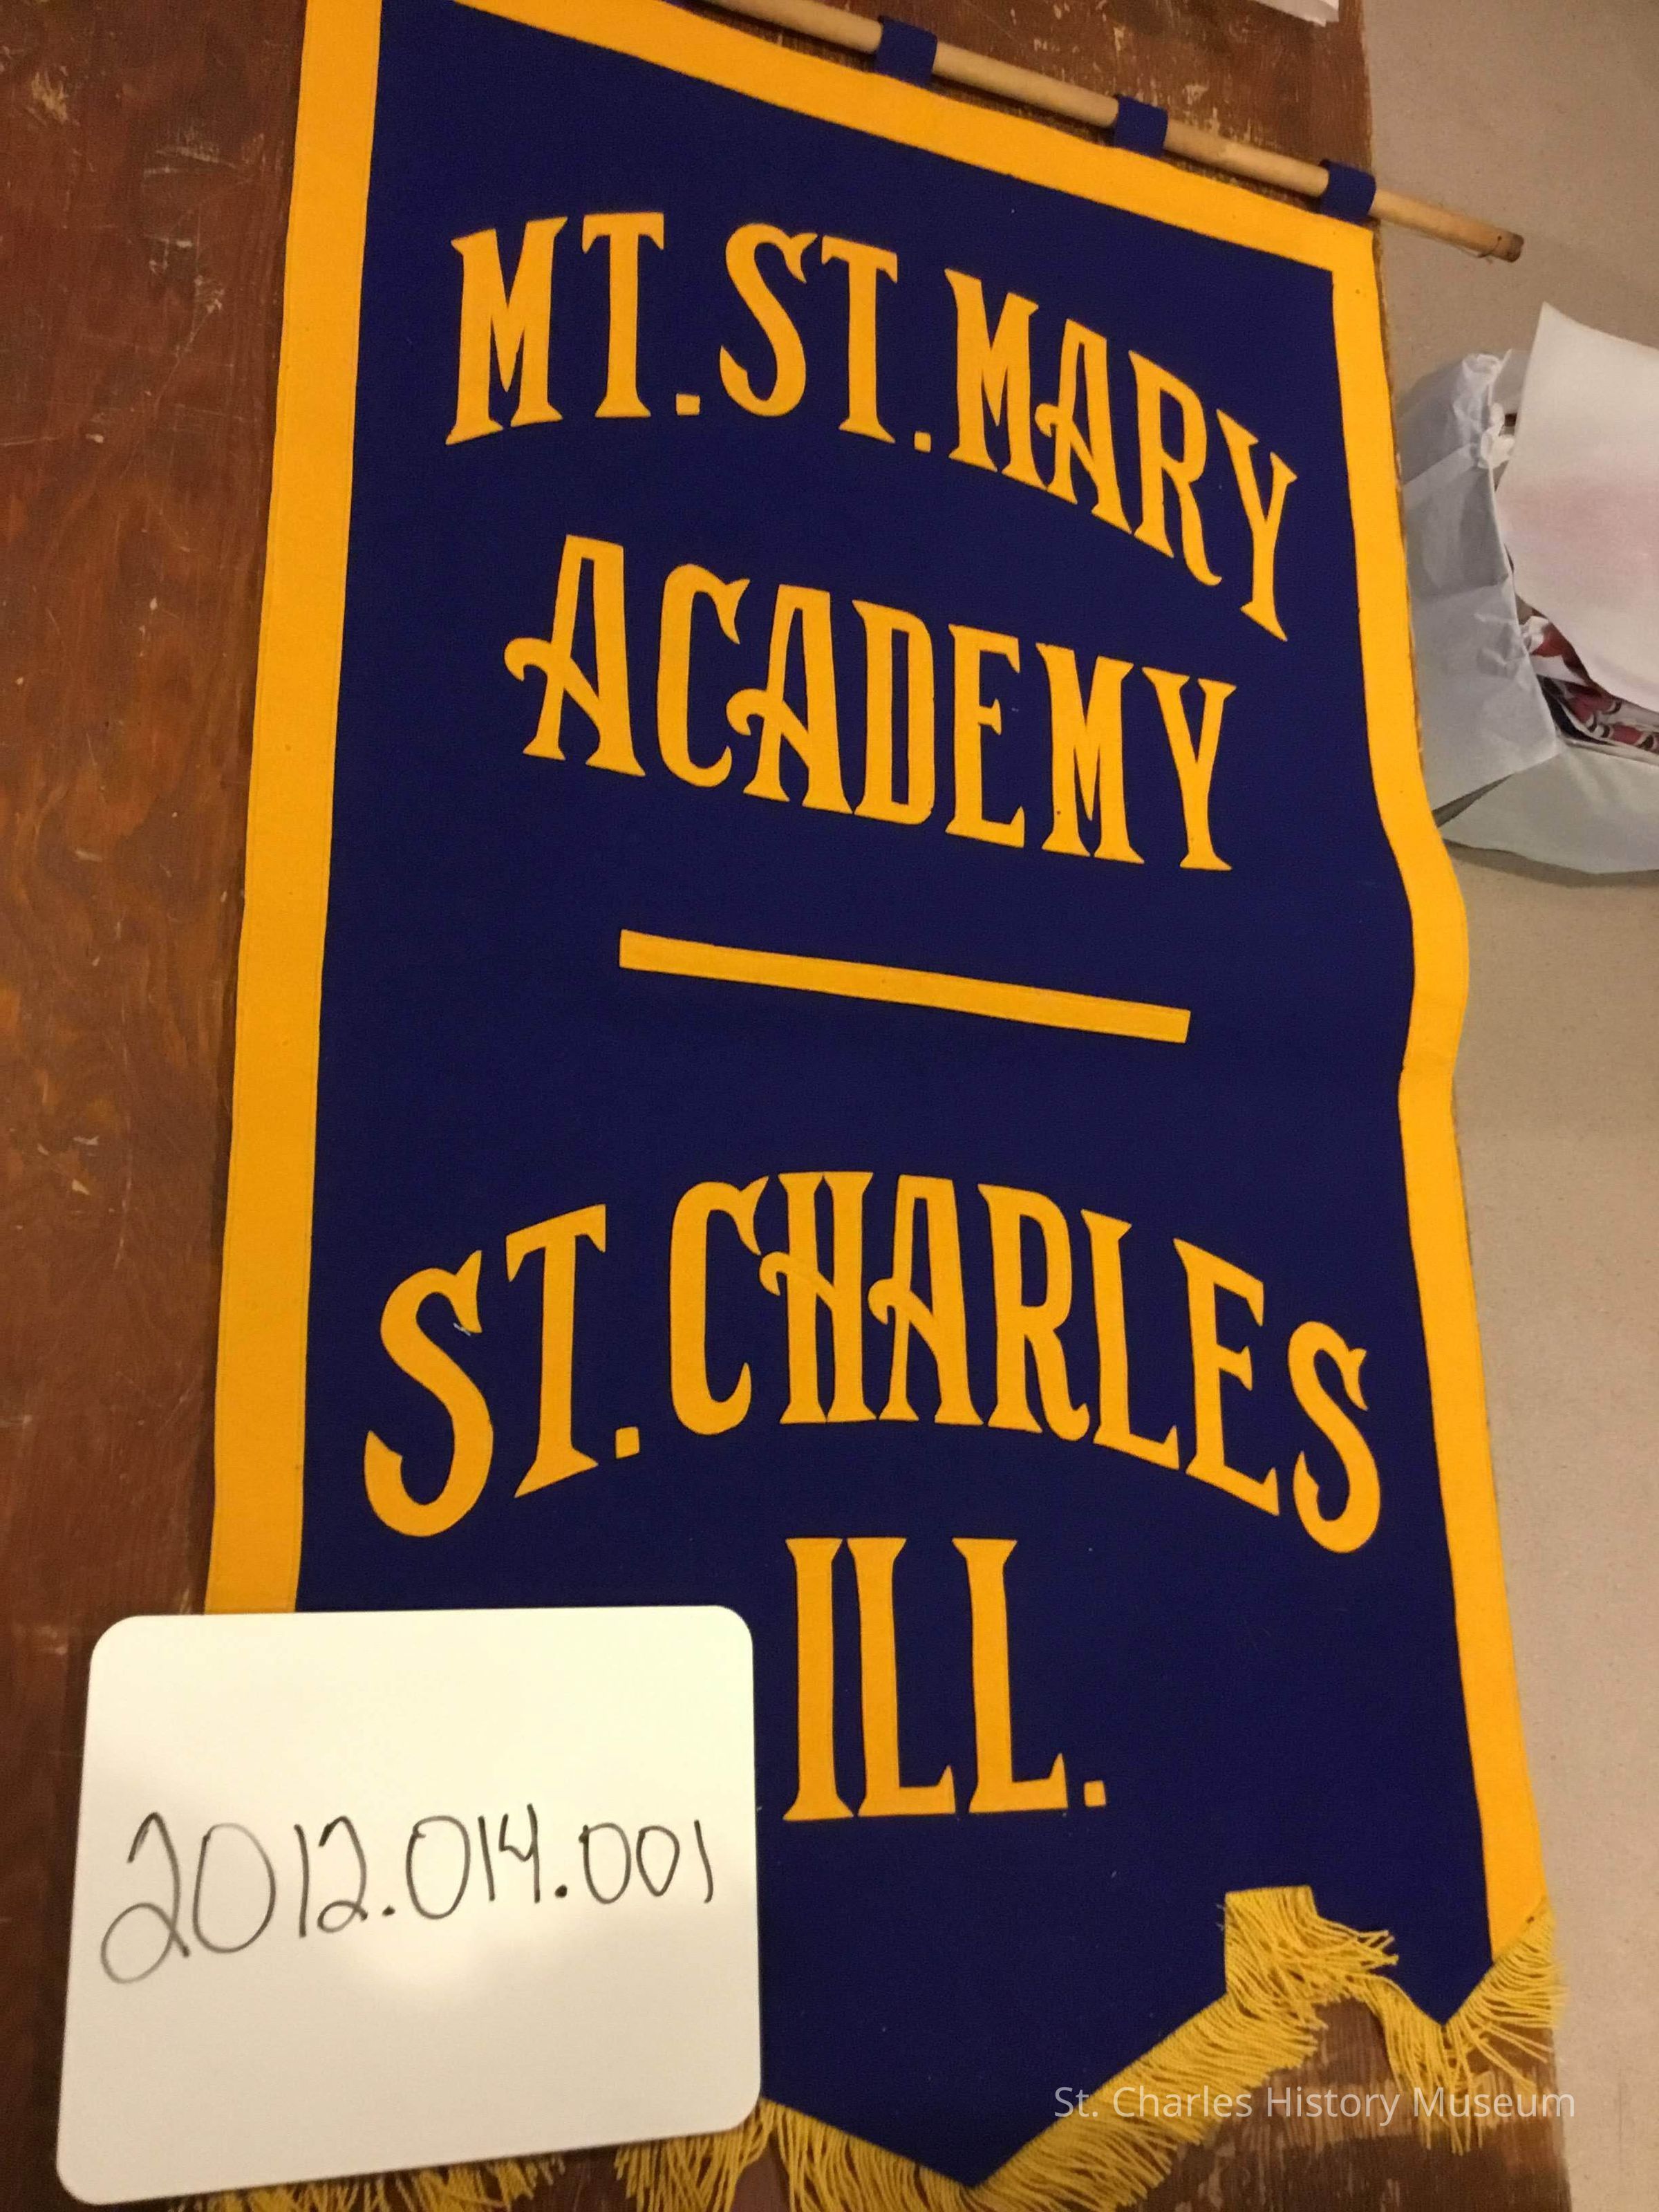 MT. ST. MARY
ACADEMY
ST. CHARLES
ILL.
2012.014.001
St. Charles History Museum